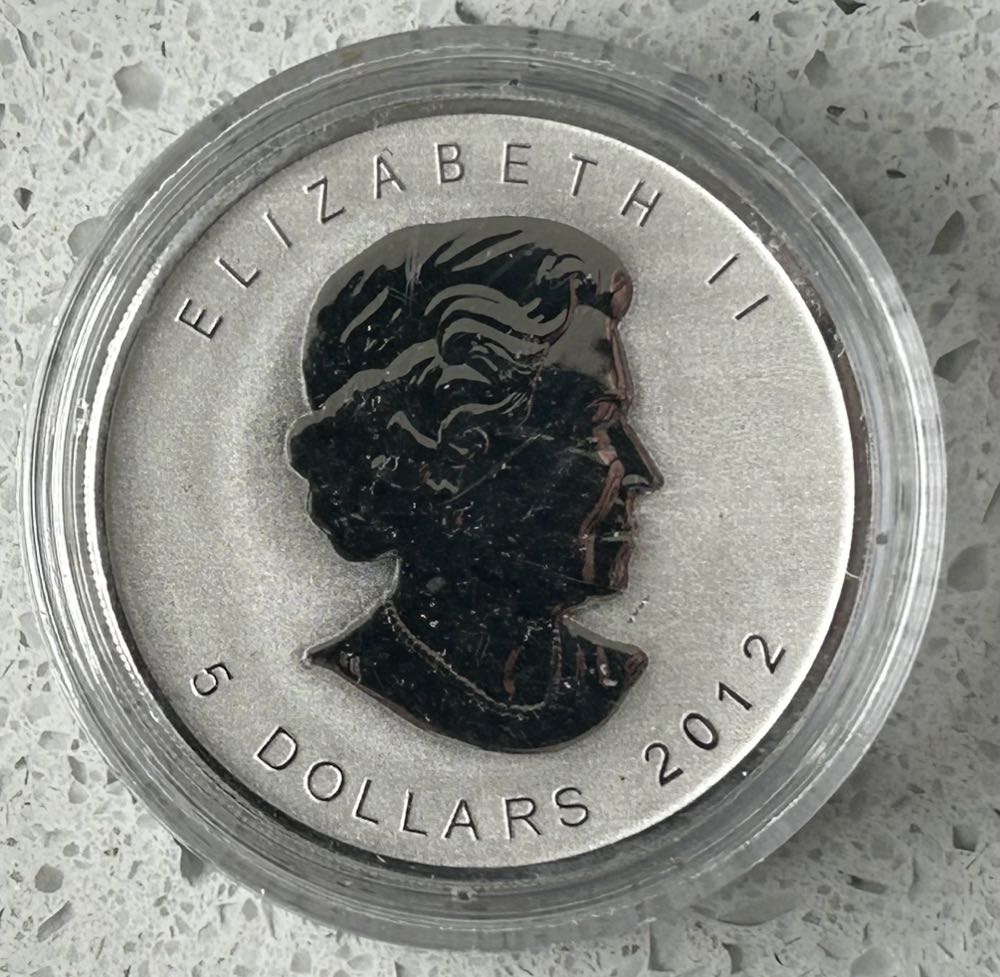 ELIZABETH II
5 DOLLARS 2012